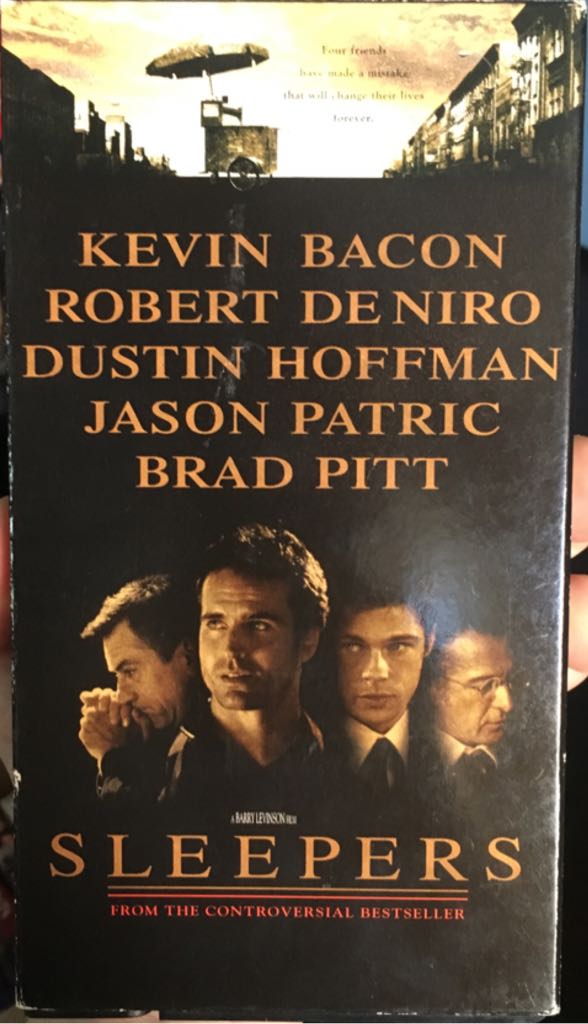 Four friends
have made a mistake
that will change their lives
forever.
KEVIN BACON
ROBERT DE NIRO
DUSTIN HOFFMAN
JASON PATRIC
BRAD PITT
A BARRY LEVINSON FILM
SLEEPERS
FROM THE CONTROVERSIAL BESTSELLER